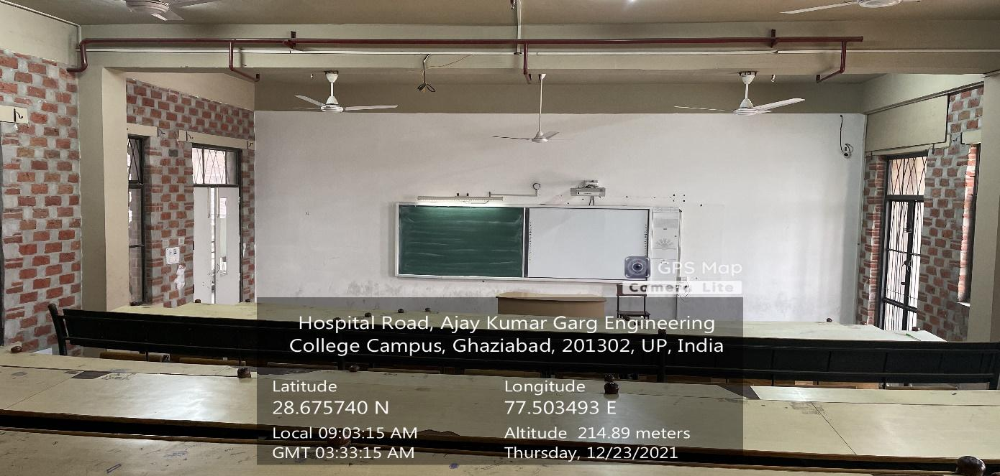 GPS Map
Camera Lite
Hospital Road, Ajay Kumar Garg Engineering
College Campus, Ghaziabad, 201302, UP, India
Latitude
28.675740 N
Longitude
77.503493 E
Local 09:03:15 AM
GMT 03:33:15 AM
Altitude 214.89 meters
Thursday, 12/23/2021